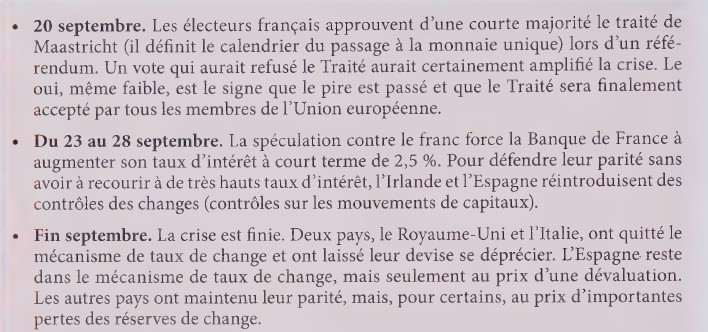 • 20 septembre. Les électeurs français approuvent d'une courte majorité le traité de
Maastricht (il définit le calendrier du passage à la monnaie unique) lors d'un réfé-
rendum. Un vote qui aurait refusé le Traité aurait certainement amplifié la crise. Le
oui, même faible, est le signe que le pire est passé et que le Traité sera finalement
accepté par tous les membres de l'Union européenne.
• Du 23 au 28 septembre. La spéculation contre le franc force la Banque de France à
augmenter son taux d'intérêt à court terme de 2,5 %. Pour défendre leur parité sans
avoir à recourir à de très hauts taux d'intérêt, l'Irlande et l'Espagne réintroduisent des
contrôles des changes (contrôles sur les mouvements de capitaux).
• Fin septembre. La crise est finie. Deux pays, le Royaume-Uni et l'Italie, ont quitté le
mécanisme de taux de change et ont laissé leur devise se déprécier. L'Espagne reste
dans le mécanisme de taux de change, mais seulement au prix d'une dévaluation.
Les autres pays ont maintenu leur parité, mais, pour certains, au prix d'importantes
pertes des réserves de change.